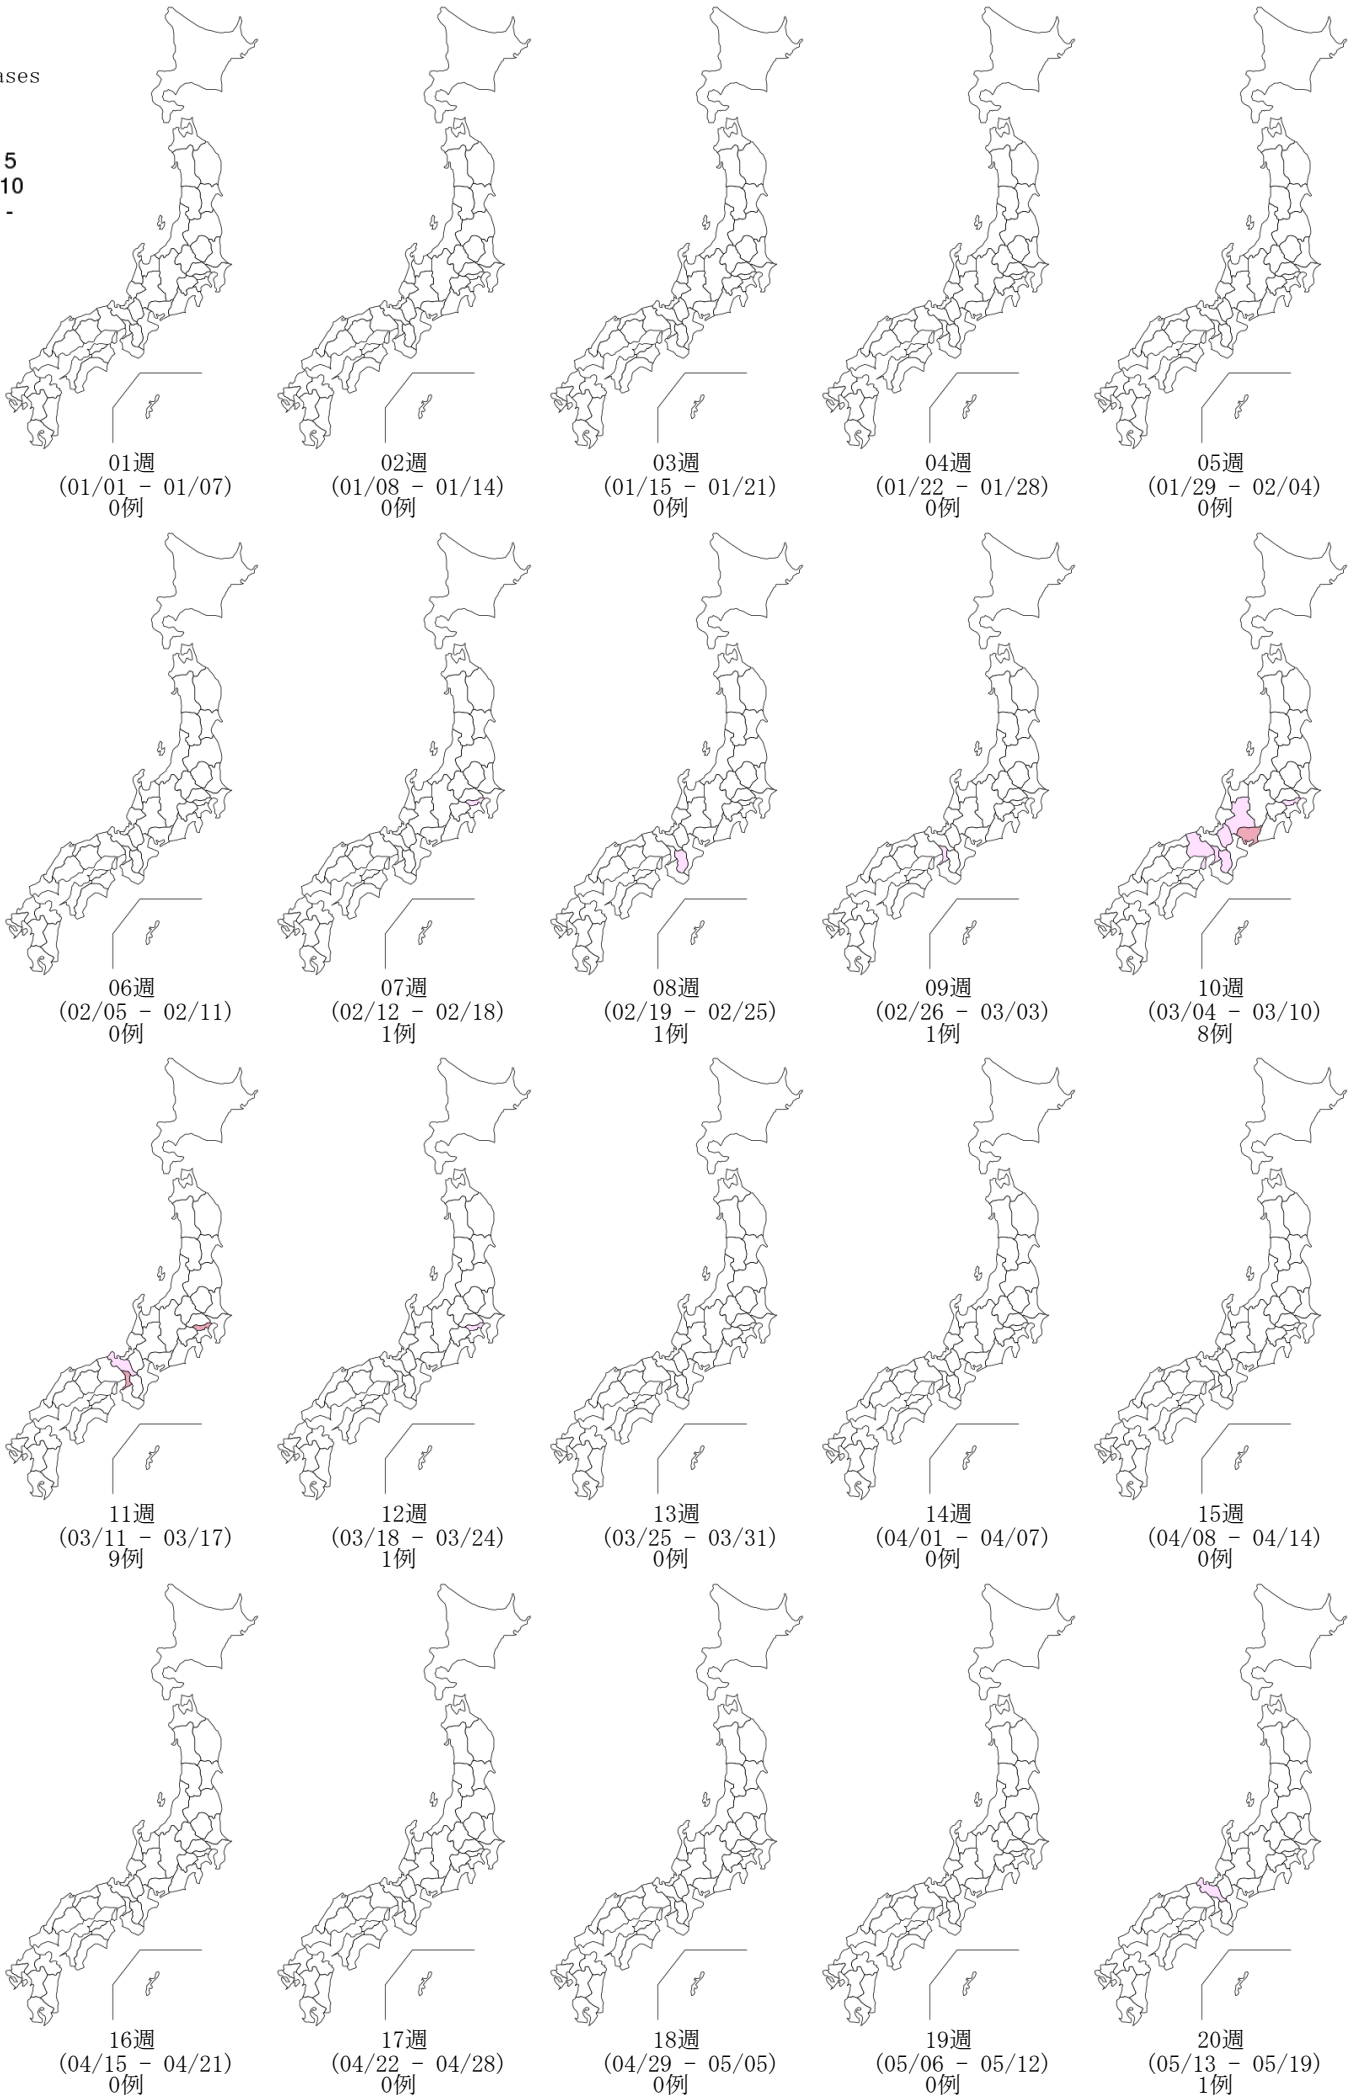 ases
5
10
-
01週
(01/01 - 01/07)
0例
02週
(01/08 - 01/14)
0例
03週
(01/15 - 01/21)
0例
04週
(01/22 - 01/28)
0例
05週
(01/29 - 02/04)
0例
06週
(02/05 - 02/11)
0例
07週
(02/12 - 02/18)
1例
08週
(02/19 - 02/25)
1例
09週
(02/26 - 03/03)
1例
10週
(03/04 - 03/10)
8例
11週
(03/11 - 03/17)
9例
12週
(03/18 - 03/24)
1例
13週
(03/25 - 03/31)
0例
14週
(04/01 - 04/07)
0例
15週
(04/08 - 04/14)
0例
16週
(04/15 - 04/21)
0例
17週
(04/22 - 04/28)
0例
18週
(04/29 - 05/05)
0例
19週
(05/06 - 05/12)
0例
20週
(05/13 - 05/19)
1例